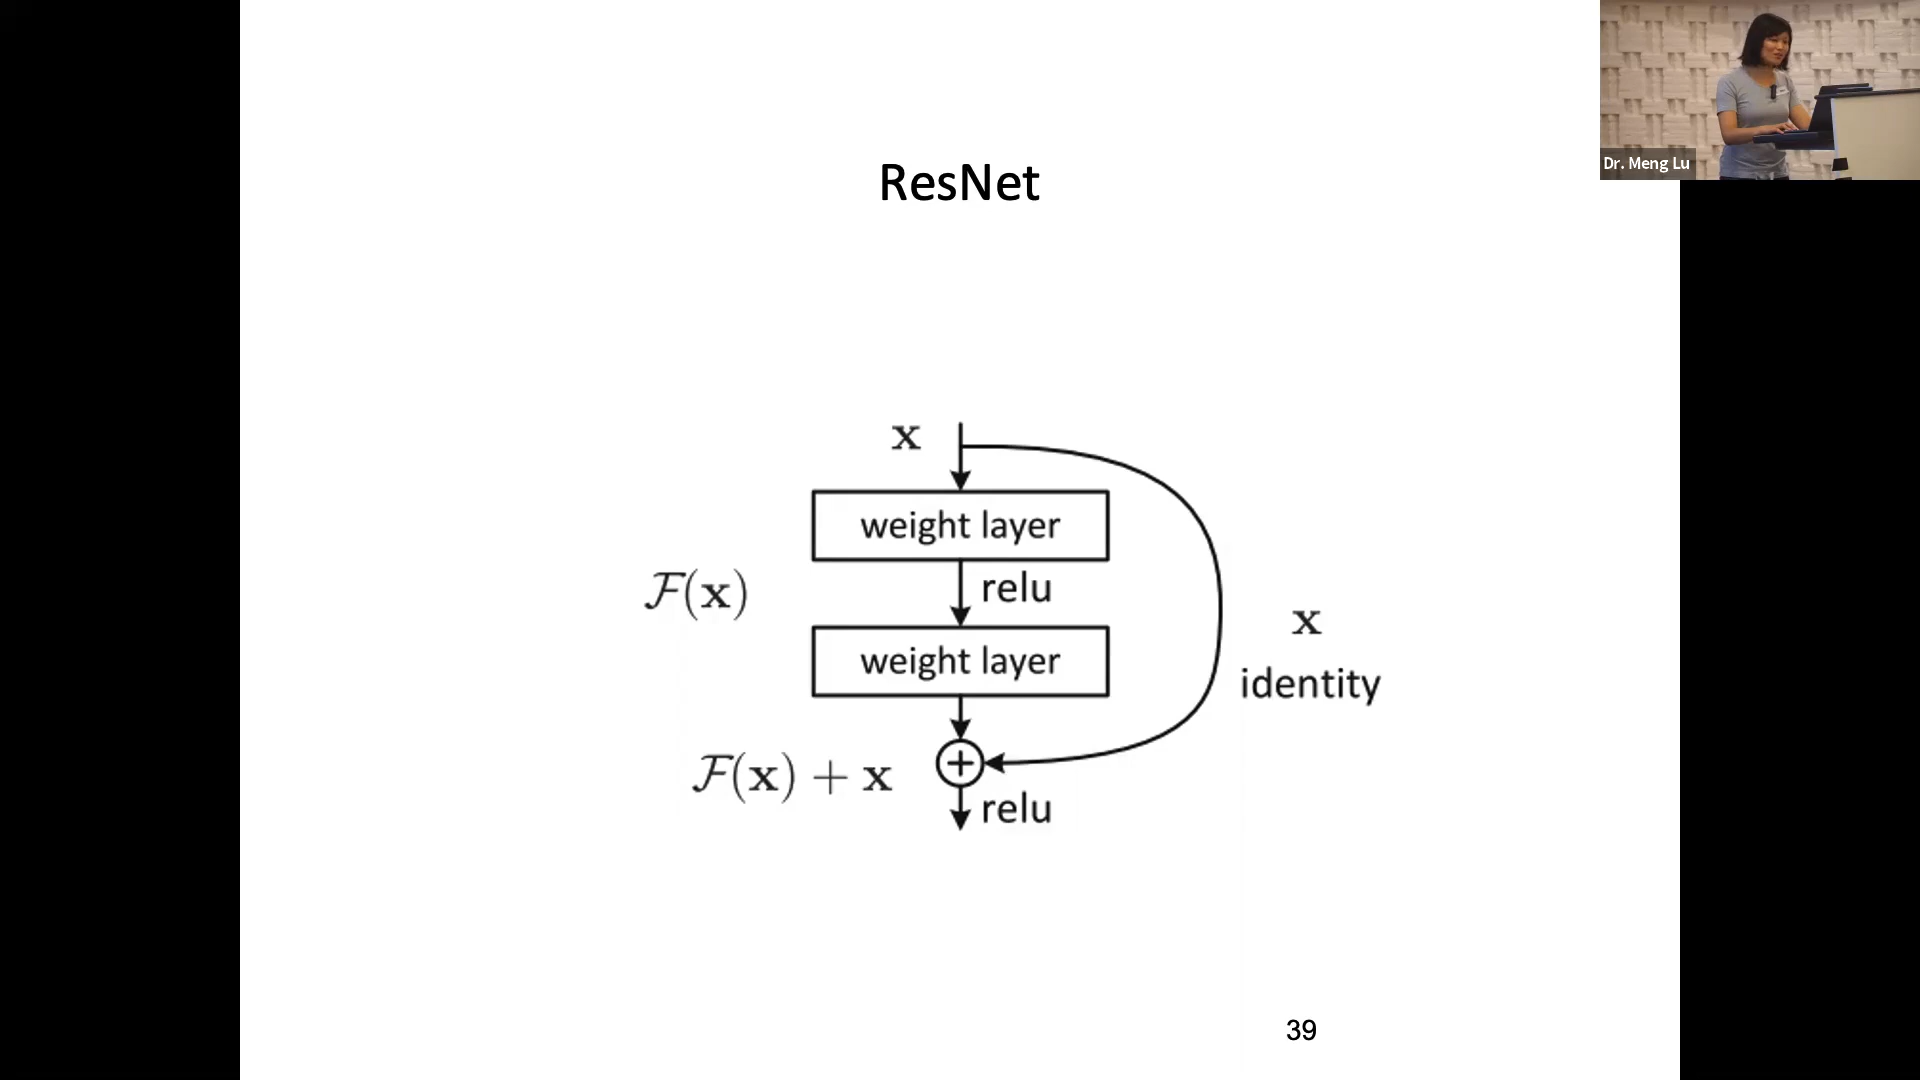 ResNet
Dr. Meng Lu
x
weight layer
relu
F(x)
weight layer
x
identity
F(x) + x
relu
39